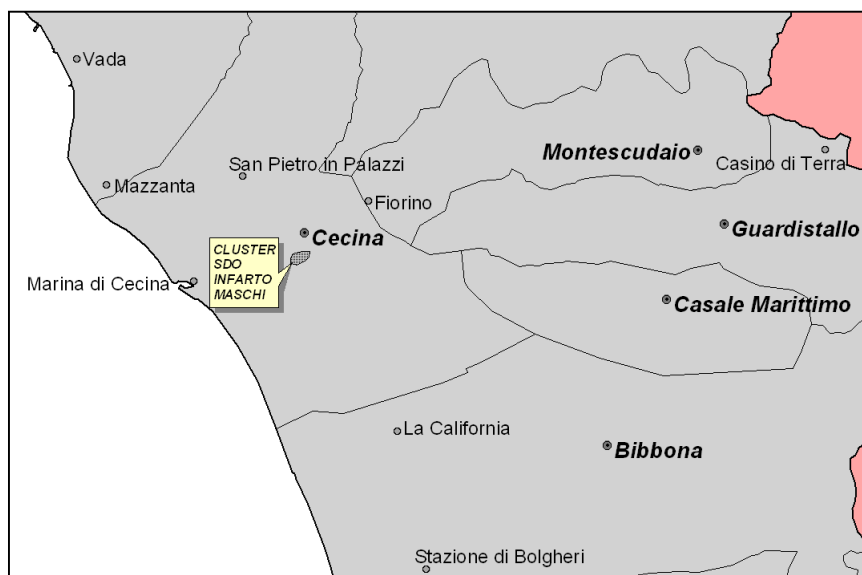 Vada
Montescudaio
Casino di Terra
San Pietro in Palazzi
Mazzanta
Fiorino
Guardistallo
Cecina
CLUSTER
SDO
INFARTO
MASCHI
Marina di Cecina
Casale Marittimo
La California
Bibbona
Stazione di Bolgheri